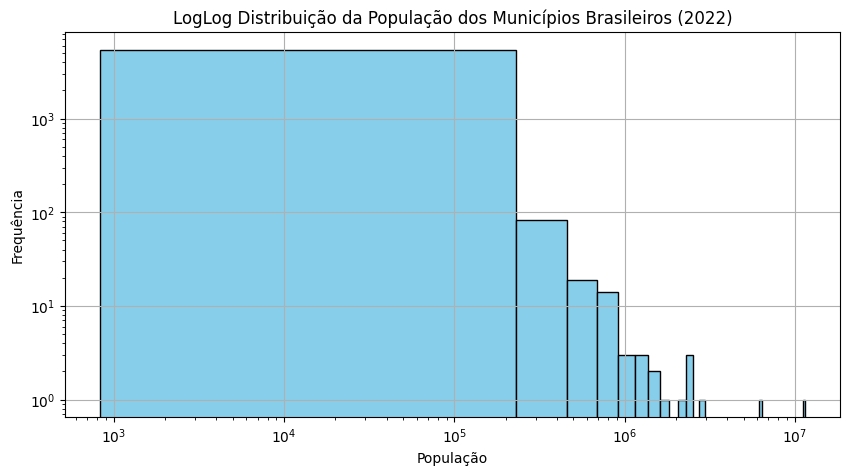 LogLog Distribuição da População dos Municípios Brasileiros (2022)
Frequência
10³
10²
10¹
10⁰
10³ 10⁴ 10⁵ 10⁶ 10⁷
População